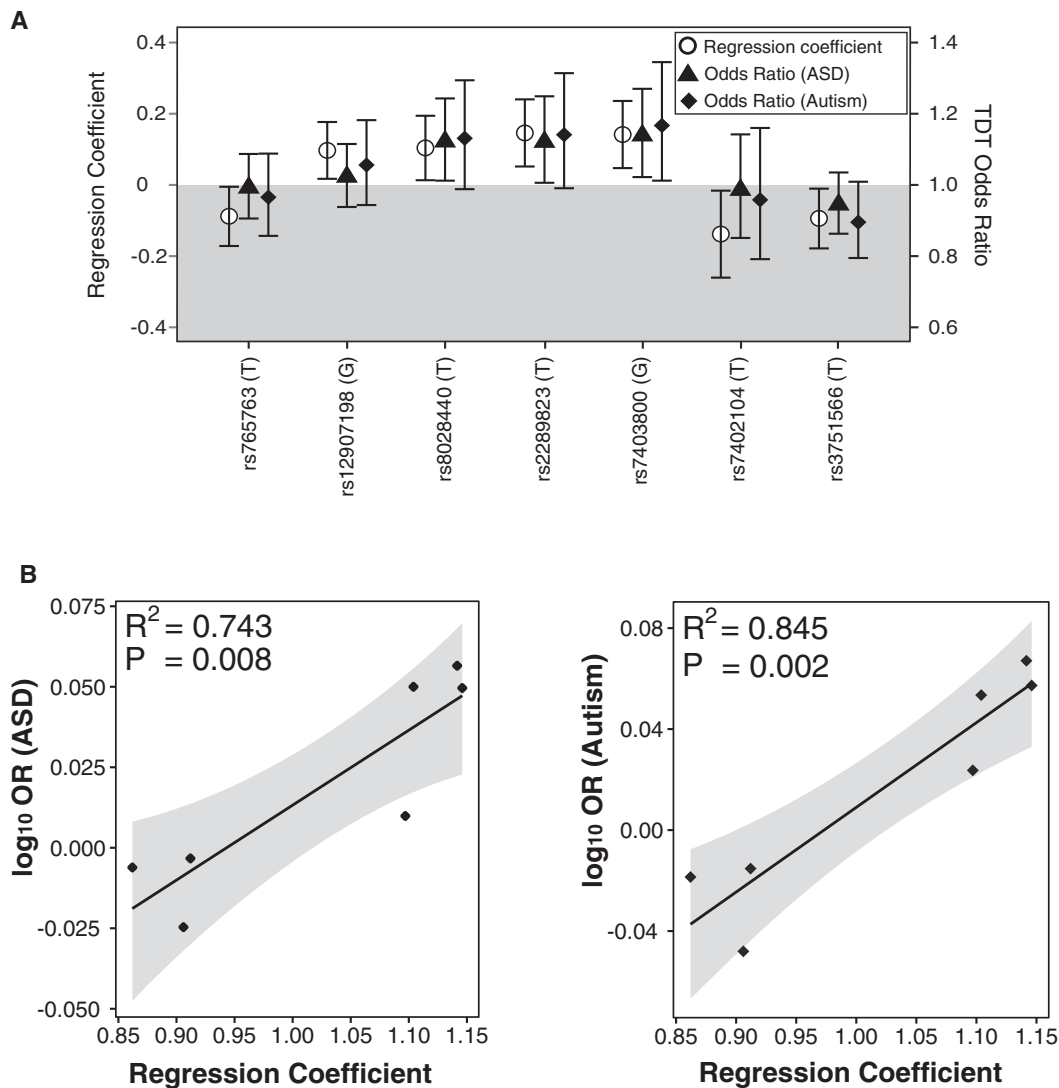 A
Regression Coefficient
0.4
0.2
0
-0.2
-0.4
Regression coefficient
Odds Ratio (ASD)
Odds Ratio (Autism)
1.4
1.2
1.0
0.8
0.6
TDT Odds Ratio
rs765763 (T)
rs12907198 (G)
rs8028440 (T)
rs2289823 (T)
rs7403800 (G)
rs7402104 (T)
rs3751566 (T)
B
R² = 0.743
P = 0.008
log₁₀ OR (ASD)
0.075
0.050
0.025
0.000
-0.025
-0.050
0.85 0.90 0.95 1.00 1.05 1.10 1.15
Regression Coefficient
R² = 0.845
P = 0.002
log₁₀ OR (Autism)
0.08
0.04
0.00
-0.04
0.85 0.90 0.95 1.00 1.05 1.10 1.15
Regression Coefficient